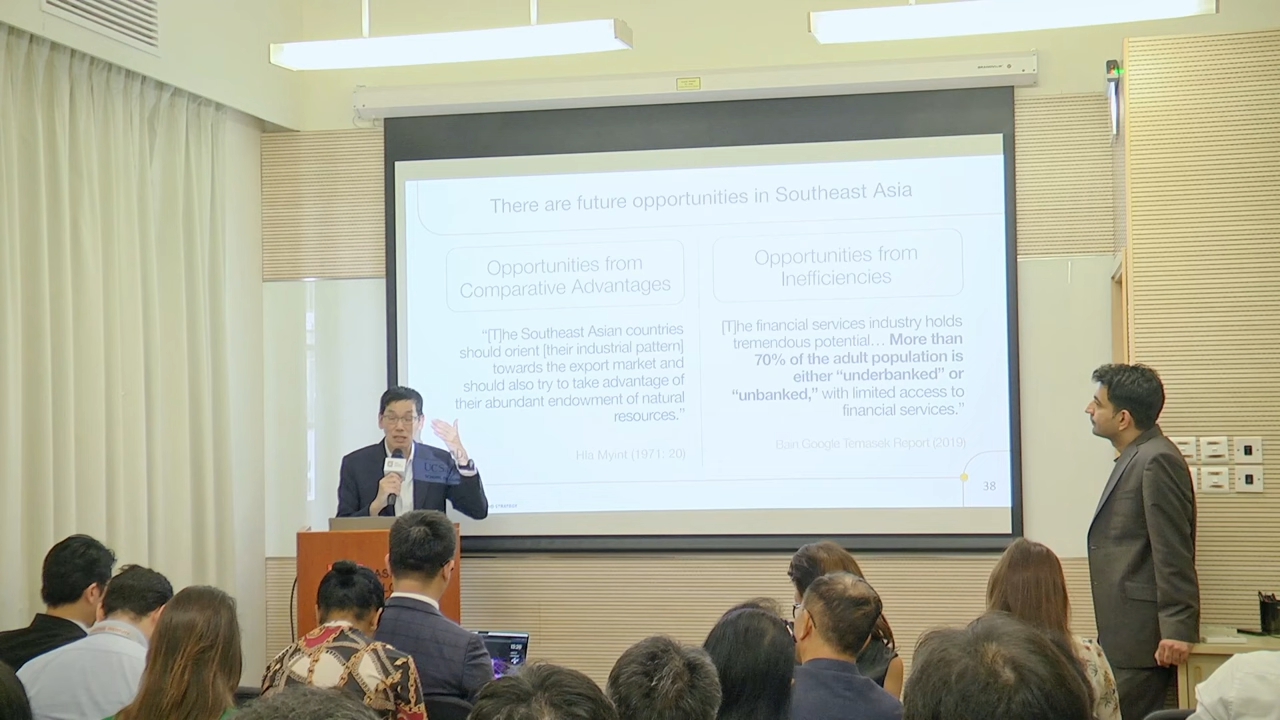 There are future opportunities in Southeast Asia
Opportunities from
Comparative Advantages
"[T]he Southeast Asian countries
should orient [their industrial pattern]
towards the export market and
should also try to take advantage of
their abundant endowment of natural
resources."
Hla Myint (1971: 20)
Opportunities from
Inefficiencies
[T]he financial services industry holds
tremendous potential… More than
70% of the adult population is
either “underbanked” or
“unbanked,” with limited access to
financial services.”
Bain Google Temasek Report (2019)
38